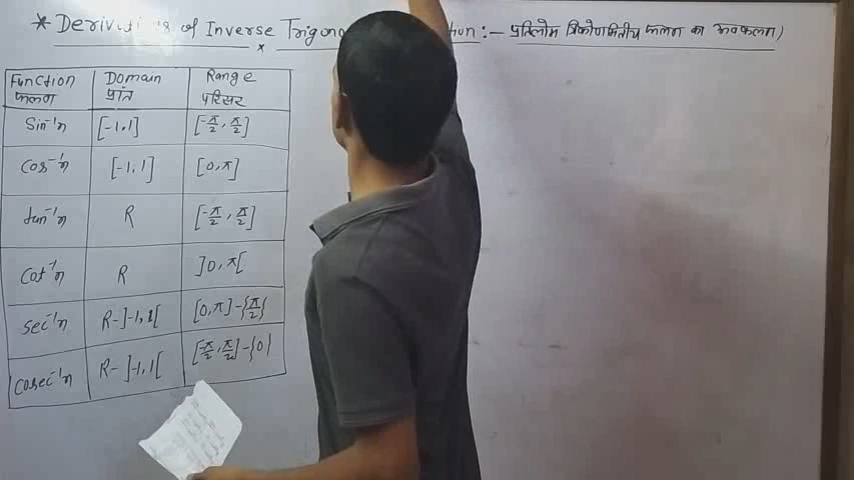 * Derivatives of Inverse Trigono tion :- प्रतिलोम त्रिकोणमितीय फलन का अवकलन)
Function Domain Range
फलन प्रांत परिसर
Sin⁻¹x [-1,1] [-π/2, π/2]
Cos⁻¹x [-1,1] [0,π]
tan⁻¹x R [-π/2, π/2]
Cot⁻¹x R ]0,π[
sec⁻¹x R-]-1,1[ [0,π]-{π/2}
cosec⁻¹x R-]-1,1[ [-π/2, π/2]-{0}